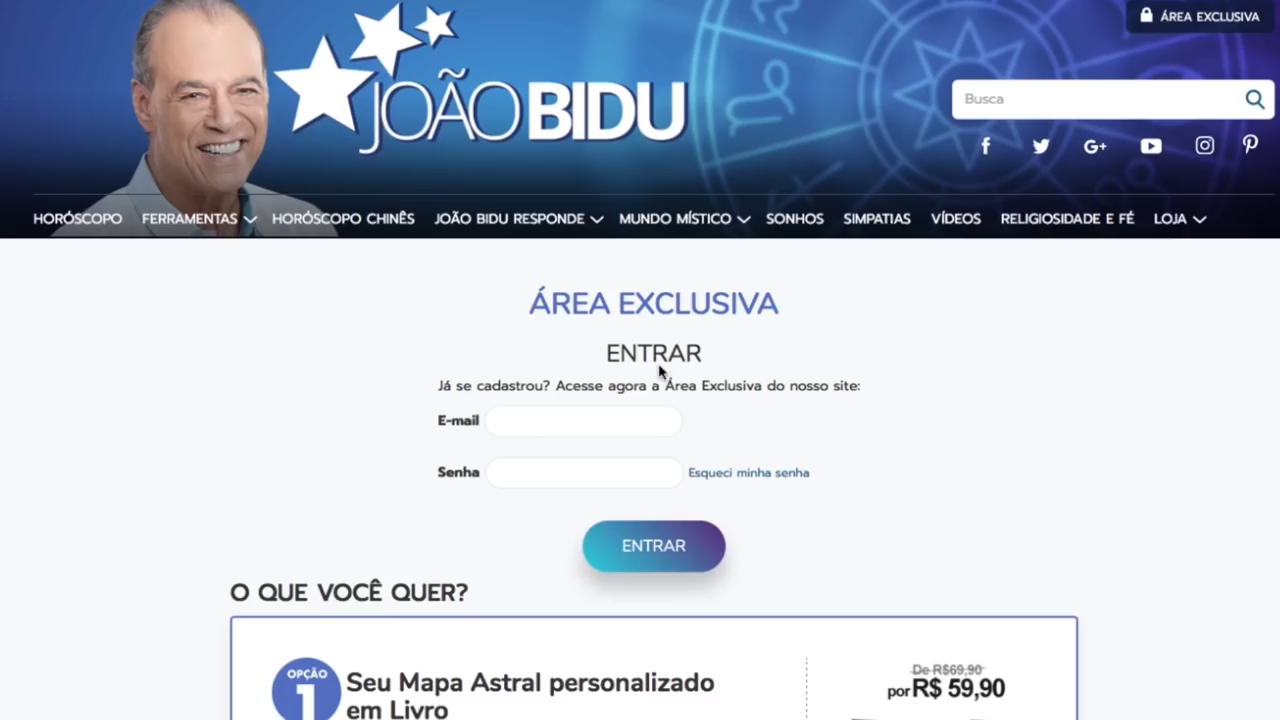 ÁREA EXCLUSIVA
JOÃO BIDU
Busca
HORÓSCOPO FERRAMENTAS HORÓSCOPO CHINÊS JOÃO BIDU RESPONDE MUNDO MÍSTICO SONHOS SIMPATIAS VÍDEOS RELIGIOSIDADE E FÉ LOJA
ÁREA EXCLUSIVA
ENTRAR
Já se cadastrou? Acesse agora a Área Exclusiva do nosso site:
E-mail
Senha Esqueci minha senha
ENTRAR
O QUE VOCÊ QUER?
OPÇÃO
1
Seu Mapa Astral personalizado
em Livro
De R$69,90
por R$ 59,90